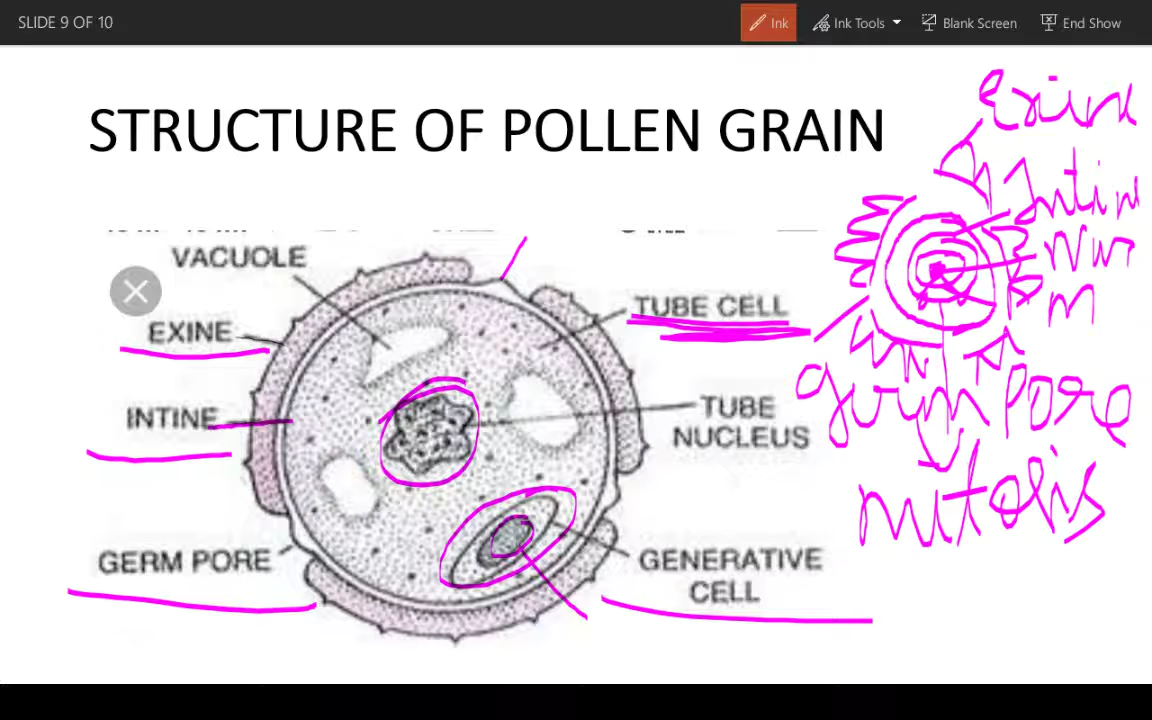 SLIDE 9 OF 10
Ink
Ink Tools
Blank Screen
End Show
STRUCTURE OF POLLEN GRAIN
Exine
Intine
VACUOLE
EXINE
INTINE
GERM PORE
TUBE CELL
TUBE
NUCLEUS
GENERATIVE
CELL
germ pore
mitosis